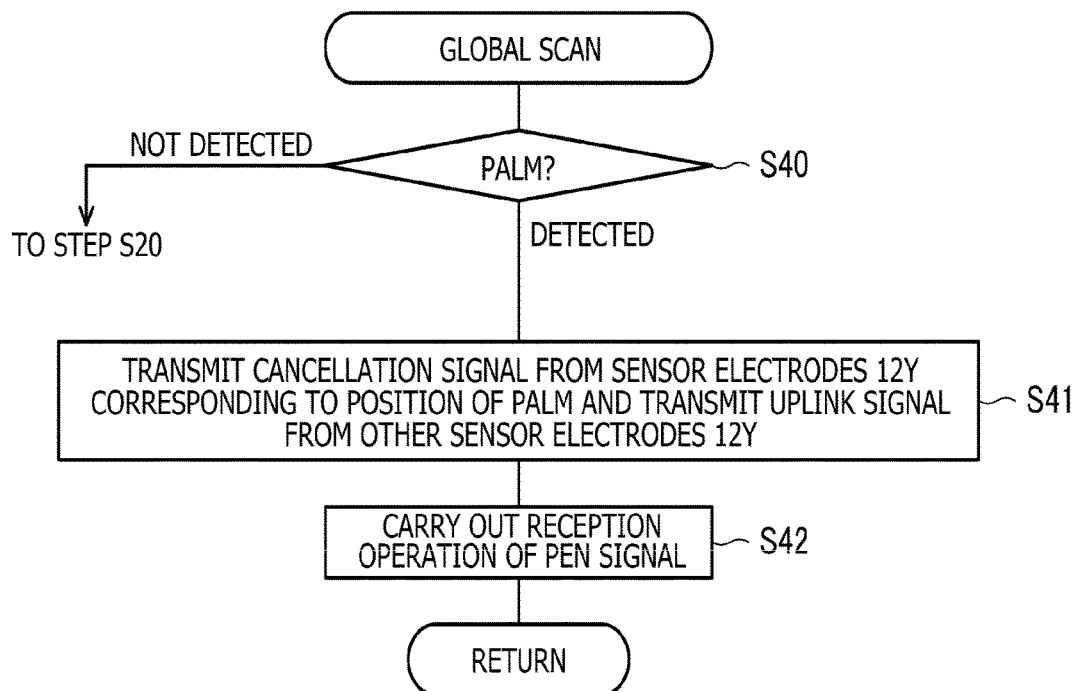 GLOBAL SCAN
NOT DETECTED
PALM?
S40
TO STEP S20
DETECTED
TRANSMIT CANCELLATION SIGNAL FROM SENSOR ELECTRODES 12Y
CORRESPONDING TO POSITION OF PALM AND TRANSMIT UPLINK SIGNAL
FROM OTHER SENSOR ELECTRODES 12Y
S41
CARRY OUT RECEPTION
OPERATION OF PEN SIGNAL
S42
RETURN